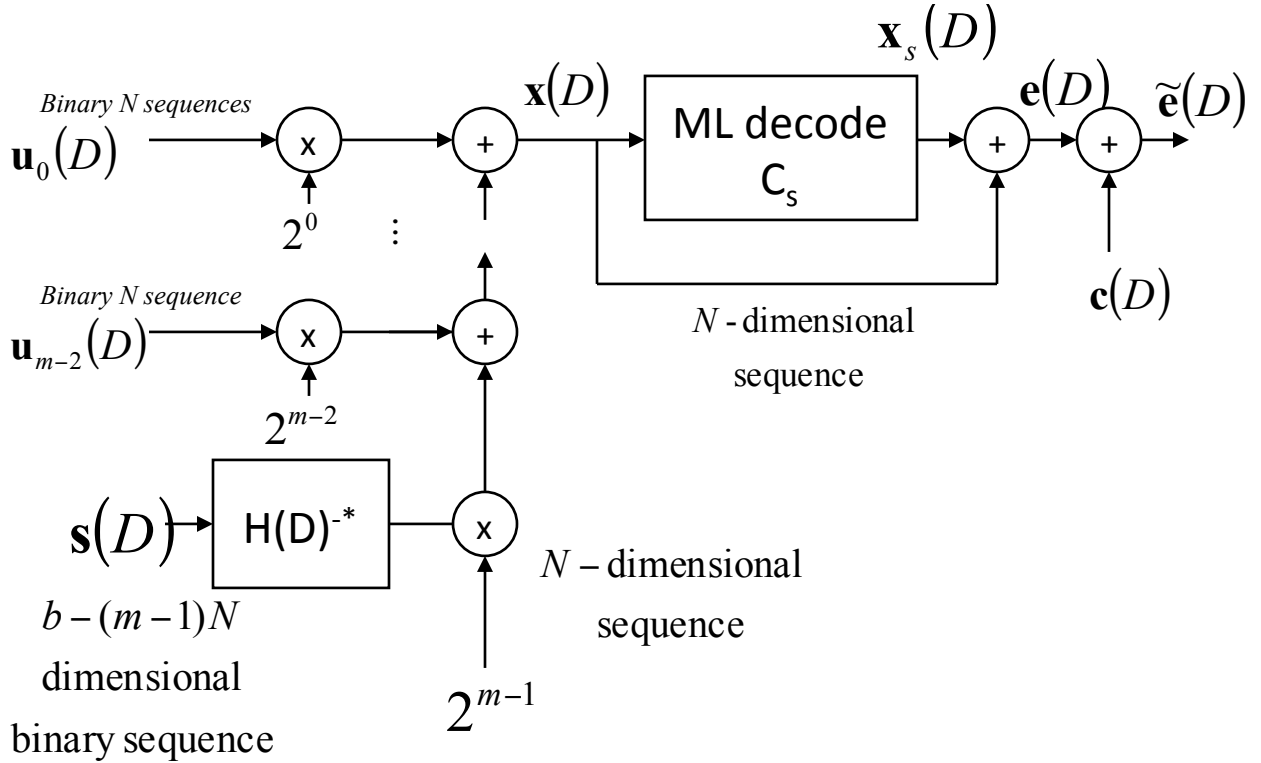 x_s(D)
Binary N sequences
u_0(D)
x
+
x(D)
ML decode
C_s
+
e(D)
+
ẽ(D)
2^0
⋮
c(D)
Binary N sequence
u_{m−2}(D)
x
+
N - dimensional
sequence
2^{m−2}
s(D)
H(D)^{-*}
x
N – dimensional
sequence
b − (m − 1)N
dimensional
binary sequence
2^{m−1}